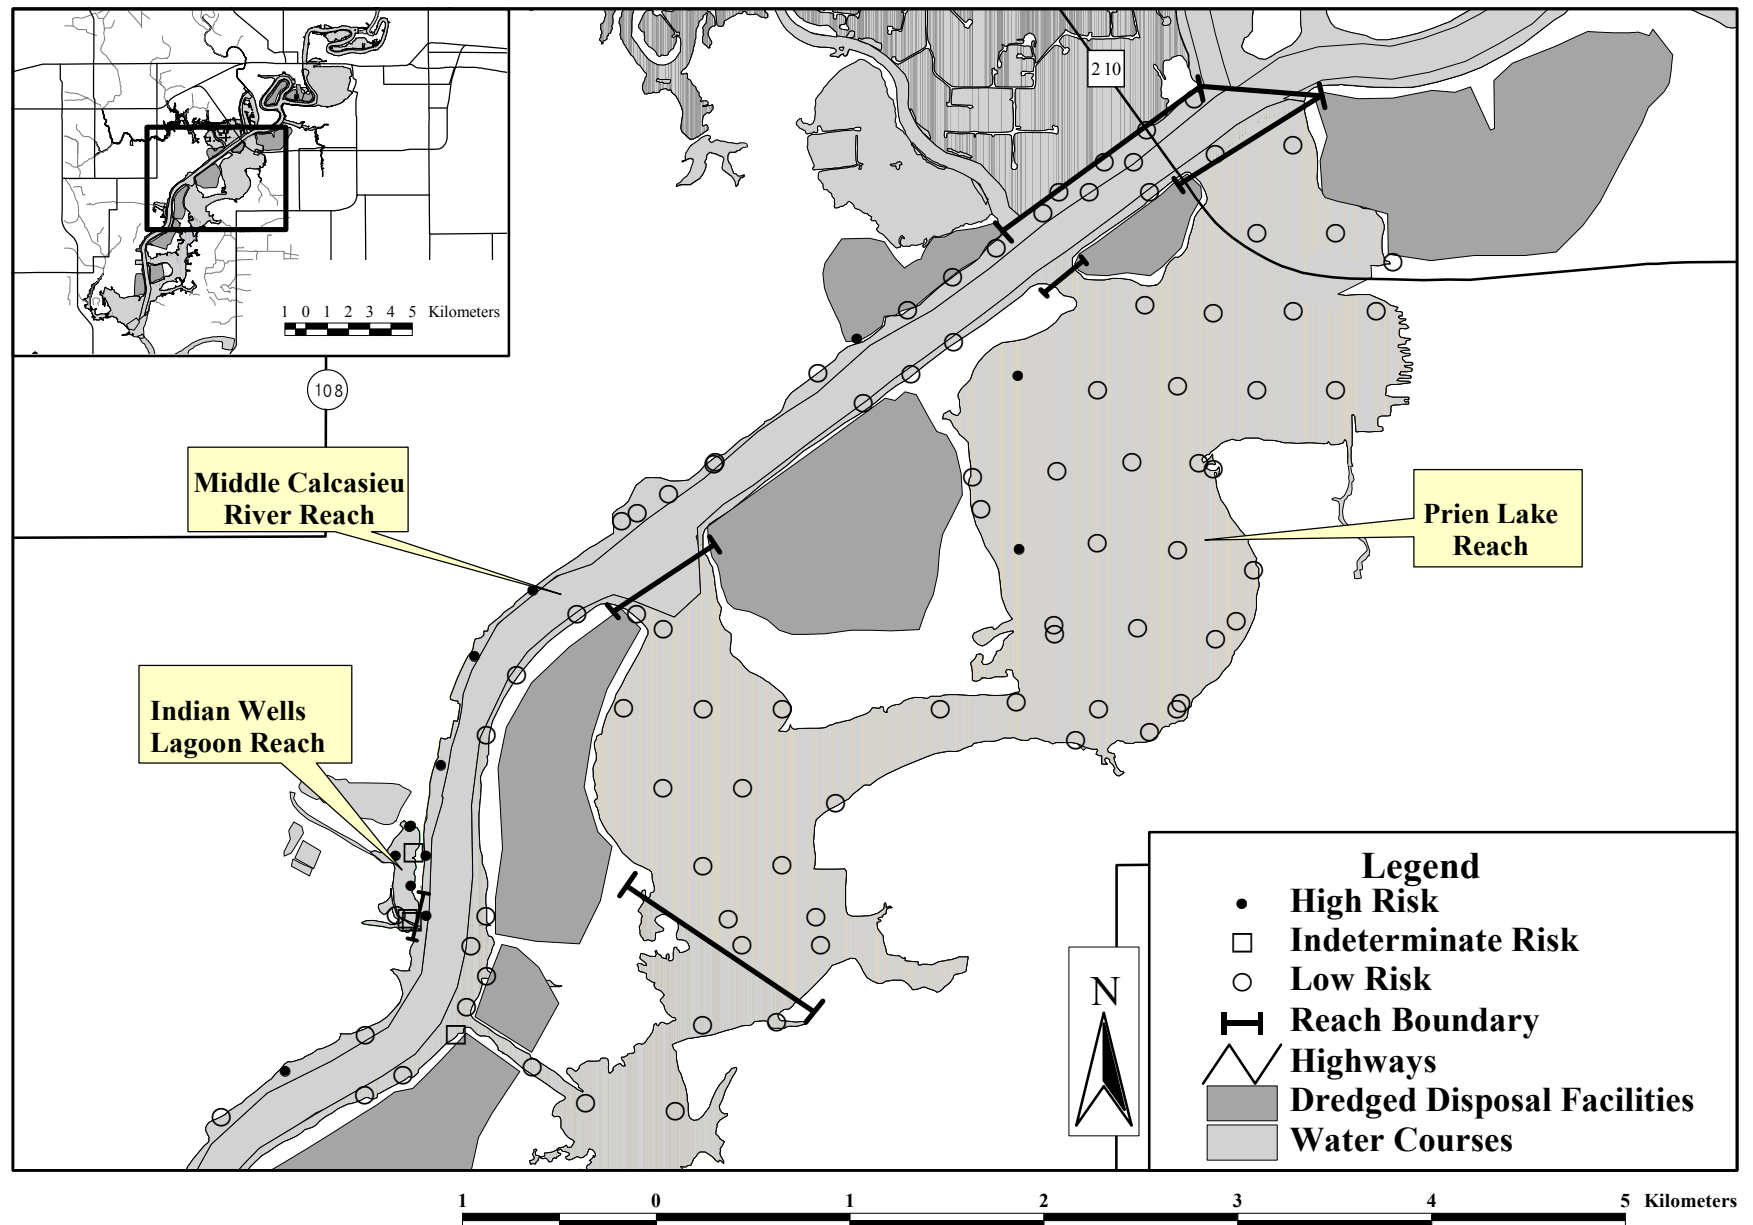 2 10
1 0 1 2 3 4 5 Kilometers
108
Middle Calcasieu
River Reach
Prien Lake
Reach
Indian Wells
Lagoon Reach
Legend
High Risk
Indeterminate Risk
Low Risk
Reach Boundary
Highways
Dredged Disposal Facilities
Water Courses
N
1 0 1 2 3 4 5 Kilometers